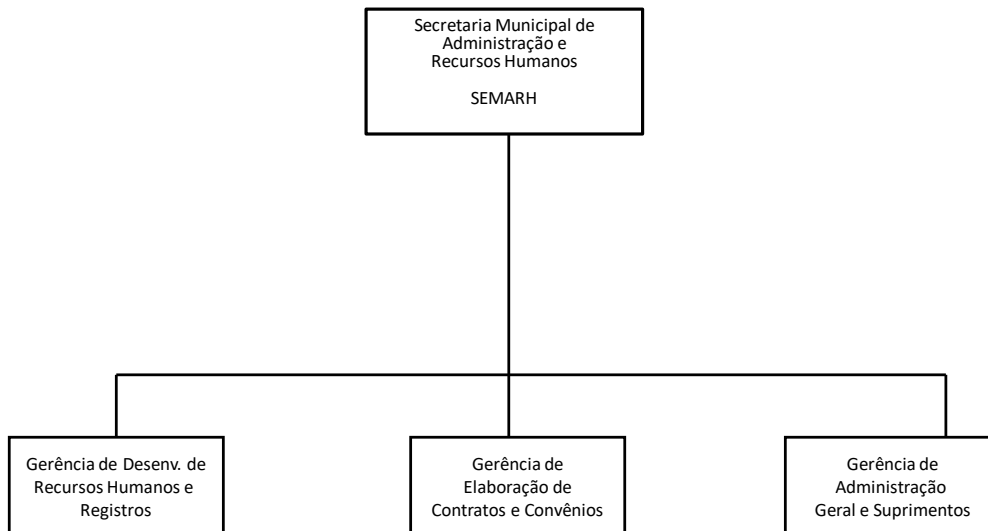 Secretaria Municipal de
Administração e
Recursos Humanos
SEMARH
Gerência de Desenv. de
Recursos Humanos e
Registros
Gerência de
Elaboração de
Contratos e Convênios
Gerência de
Administração
Geral e Suprimentos